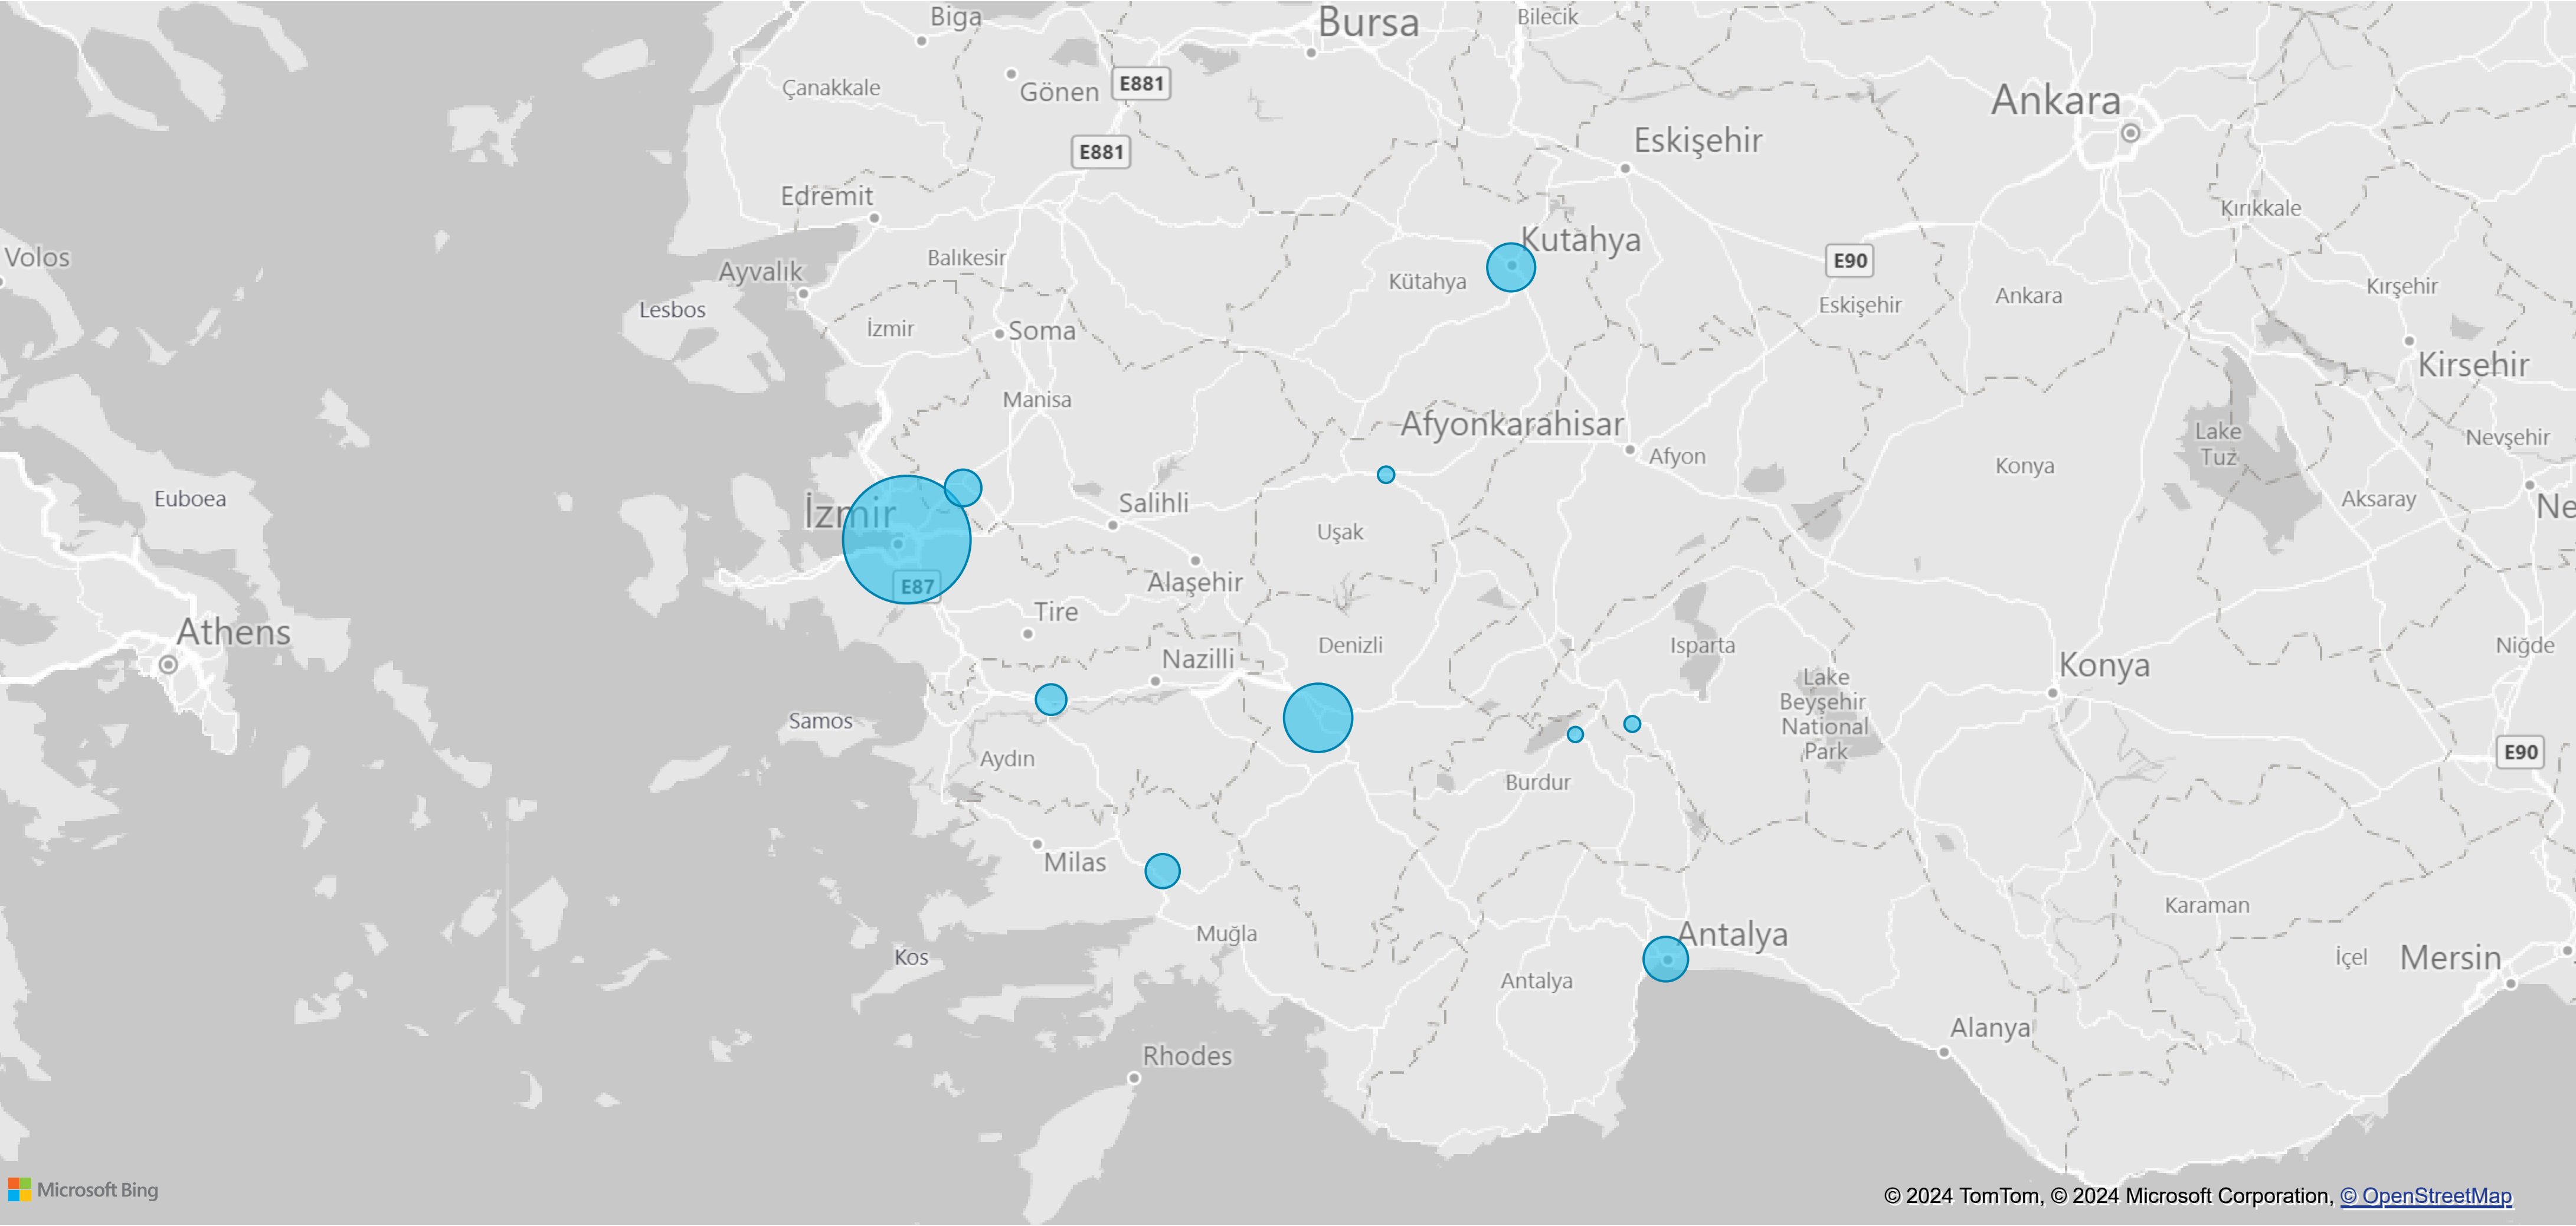 Biga
Bursa
Bilecik
Çanakkale
Gönen
E881
Ankara
E881
Eskişehir
Edremit
Kırıkkale
Volos
Balıkesir
Kutahya
E90
Ayvalık
Kütahya
Eskişehir
Ankara
Kırşehir
Lesbos
İzmir
Soma
Kirsehir
Manisa
Afyonkarahisar
Lake
Tuz
Nevşehir
Afyon
Konya
Euboea
İzmir
Salihli
Aksaray
Ne
Uşak
E87
Alaşehir
Tire
Athens
Denizli
Isparta
Niğde
Nazilli
Konya
Lake
Beyşehir
National
Park
Samos
Aydın
Burdur
E90
Milas
Karaman
Muğla
Antalya
Kos
Antalya
İçel
Mersin
Alanya
Rhodes
Microsoft Bing
© 2024 TomTom, © 2024 Microsoft Corporation, © OpenStreetMap